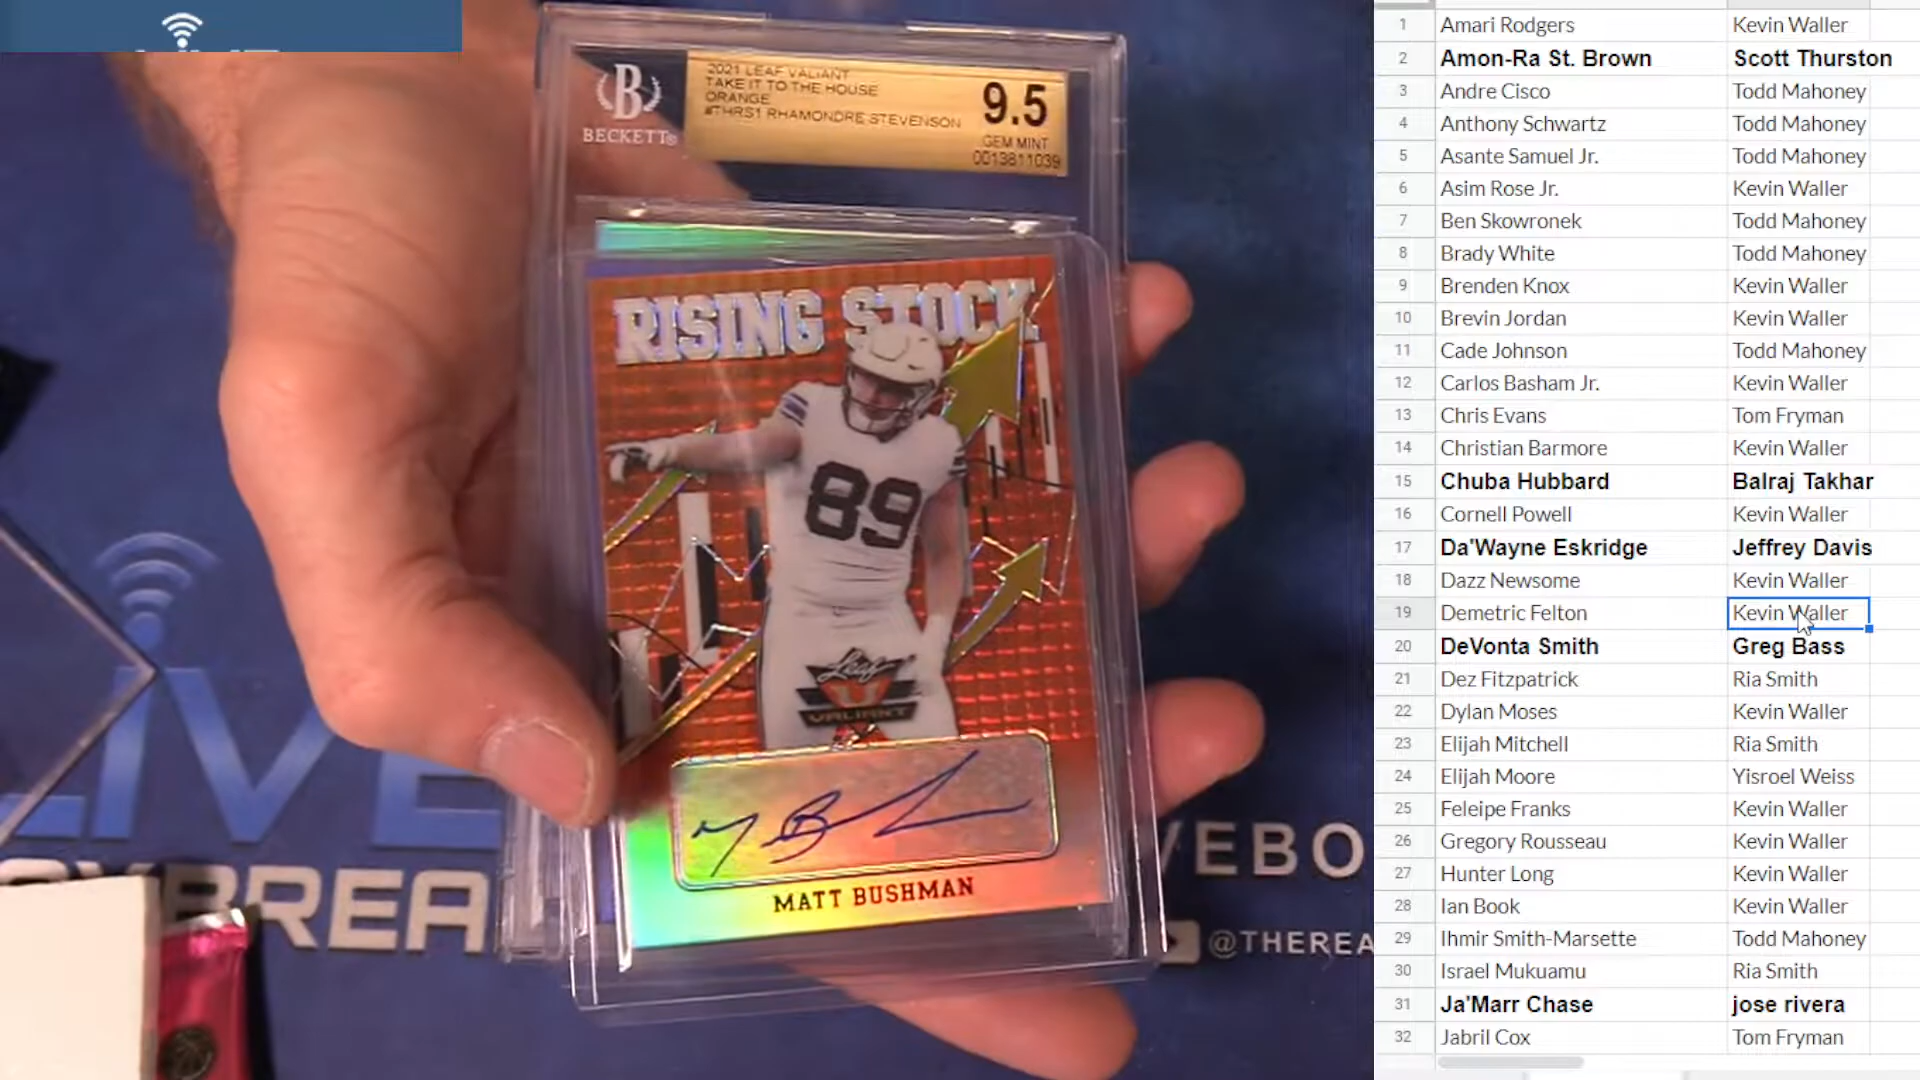 B
BECKETT®
2021 LEAF VALIANT
TAKE IT TO THE HOUSE
ORANGE
#THRS1 RHAMONDRE STEVENSON
9.5
GEM MINT
0013811039
RISING STOCK
89
Leaf
VALIANT
MATT BUSHMAN
LIVE
BREA
VEBO
@THEREA
1 Amari Rodgers Kevin Waller
2 Amon-Ra St. Brown Scott Thurston
3 Andre Cisco Todd Mahoney
4 Anthony Schwartz Todd Mahoney
5 Asante Samuel Jr. Todd Mahoney
6 Asim Rose Jr. Kevin Waller
7 Ben Skowronek Todd Mahoney
8 Brady White Todd Mahoney
9 Brenden Knox Kevin Waller
10 Brevin Jordan Kevin Waller
11 Cade Johnson Todd Mahoney
12 Carlos Basham Jr. Kevin Waller
13 Chris Evans Tom Fryman
14 Christian Barmore Kevin Waller
15 Chuba Hubbard Balraj Takhar
16 Cornell Powell Kevin Waller
17 Da'Wayne Eskridge Jeffrey Davis
18 Dazz Newsome Kevin Waller
19 Demetric Felton Kevin Waller
20 DeVonta Smith Greg Bass
21 Dez Fitzpatrick Ria Smith
22 Dylan Moses Kevin Waller
23 Elijah Mitchell Ria Smith
24 Elijah Moore Yisroel Weiss
25 Feleipe Franks Kevin Waller
26 Gregory Rousseau Kevin Waller
27 Hunter Long Kevin Waller
28 Ian Book Kevin Waller
29 Ihmir Smith-Marsette Todd Mahoney
30 Israel Mukuamu Ria Smith
31 Ja'Marr Chase jose rivera
32 Jabril Cox Tom Fryman